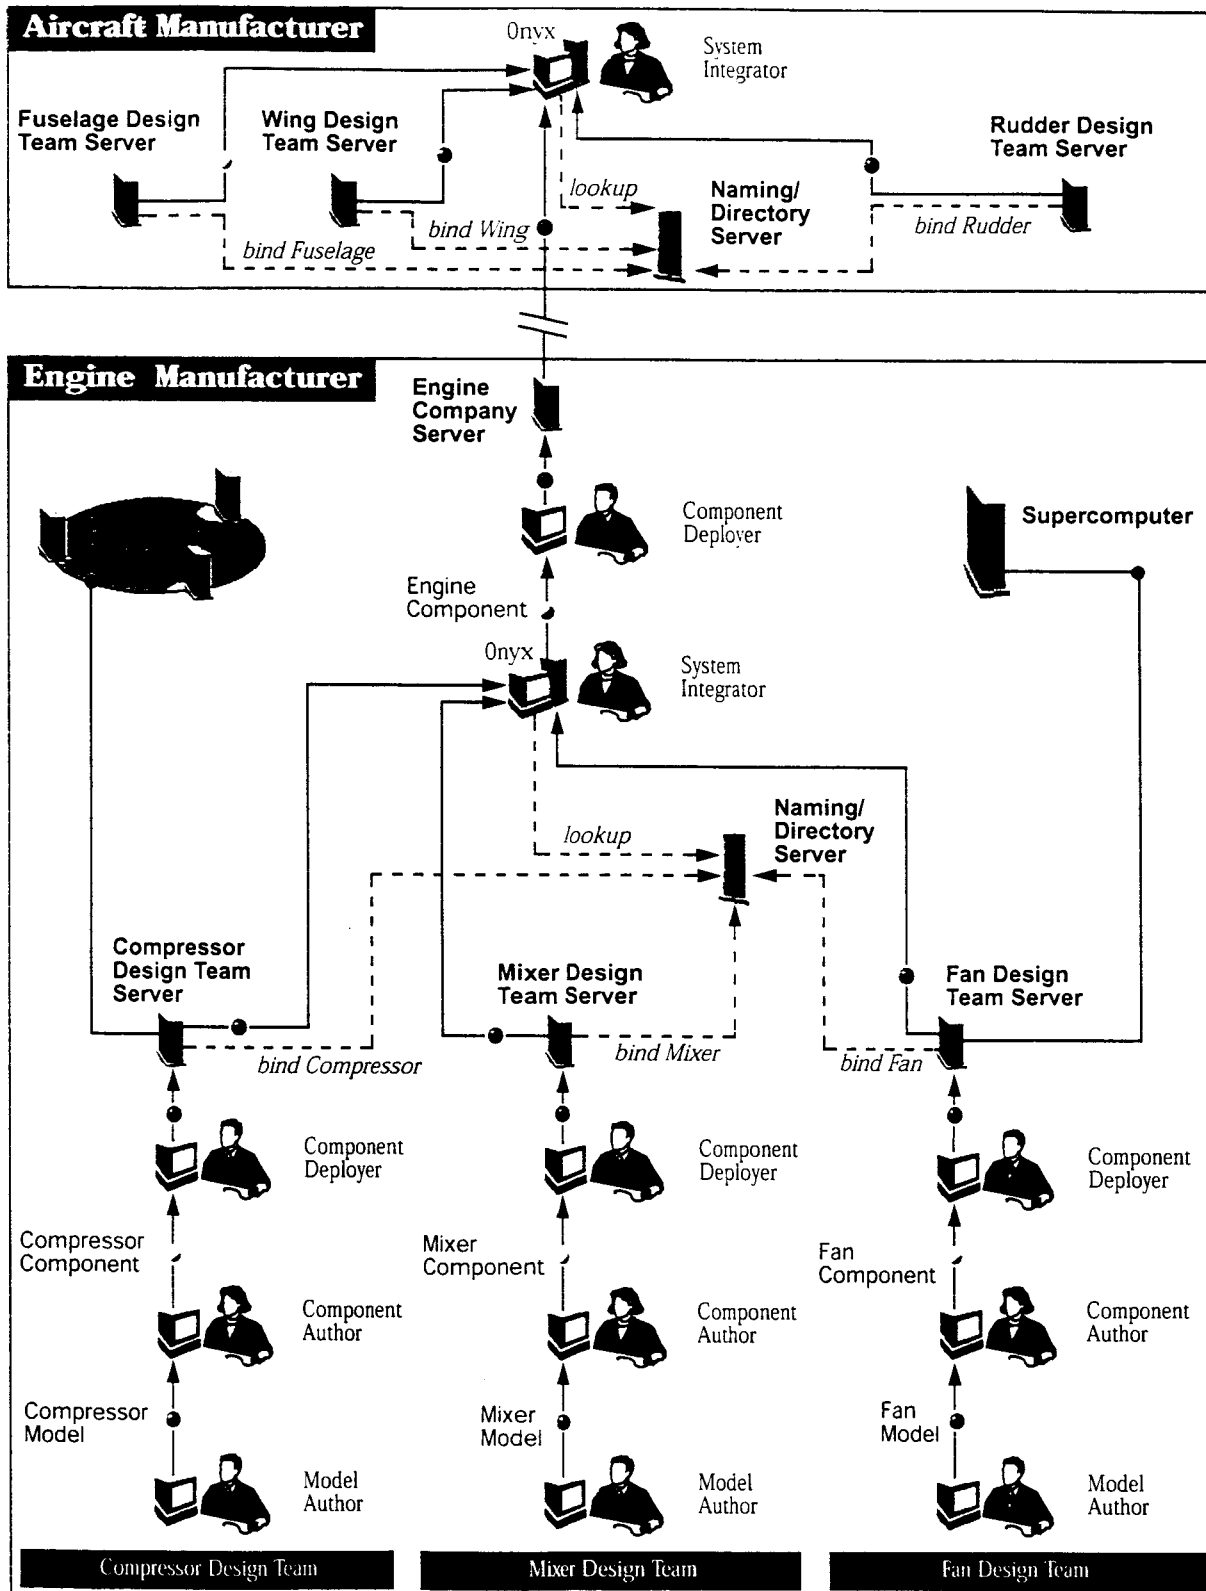 Aircraft Manufacturer
Onyx
System
Integrator
Fuselage Design
Team Server
Wing Design
Team Server
Rudder Design
Team Server
lookup
Naming/
Directory
Server
bind Wing
bind Rudder
bind Fuselage
Engine Manufacturer
Engine
Company
Server
Component
Deployer
Supercomputer
Engine
Component
Onyx
System
Integrator
Naming/
Directory
Server
lookup
Compressor
Design Team
Server
Mixer Design
Team Server
Fan Design
Team Server
bind Compressor
bind Mixer
bind Fan
Component
Deployer
Component
Deployer
Component
Deployer
Compressor
Component
Mixer
Component
Fan
Component
Component
Author
Component
Author
Component
Author
Compressor
Model
Mixer
Model
Fan
Model
Model
Author
Model
Author
Model
Author
Compressor Design Team
Mixer Design Team
Fan Design Team